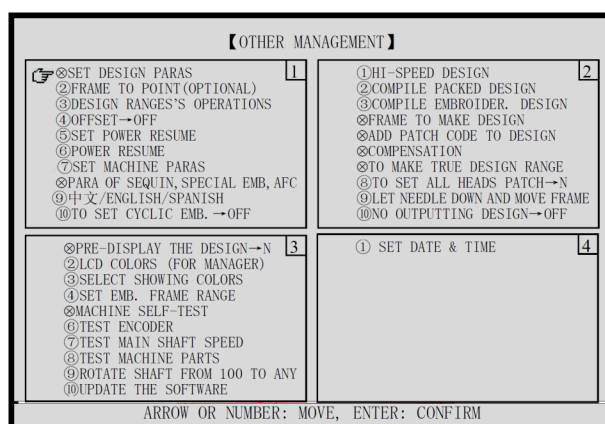 【OTHER MANAGEMENT】
1
⊗SET DESIGN PARAS
②FRAME TO POINT(OPTIONAL)
③DESIGN RANGES'S OPERATIONS
④OFFSET→OFF
⑤SET POWER RESUME
⑥POWER RESUME
⑦SET MACHINE PARAS
⊗PARA OF SEQUIN,SPECIAL EMB,AFC
⑨中文/ENGLISH/SPANISH
⑩TO SET CYCLIC EMB.→OFF
2
①HI-SPEED DESIGN
②COMPILE PACKED DESIGN
③COMPILE EMBROIDER. DESIGN
⊗FRAME TO MAKE DESIGN
⊗ADD PATCH CODE TO DESIGN
⊗COMPENSATION
⊗TO MAKE TRUE DESIGN RANGE
⑧TO SET ALL HEADS PATCH→N
⑨LET NEEDLE DOWN AND MOVE FRAME
⑩NO OUTPUTTING DESIGN→OFF
3
⊗PRE-DISPLAY THE DESIGN→N
②LCD COLORS (FOR MANAGER)
③SELECT SHOWING COLORS
④SET EMB. FRAME RANGE
⊗MACHINE SELF-TEST
⑥TEST ENCODER
⑦TEST MAIN SHAFT SPEED
⑧TEST MACHINE PARTS
⑨ROTATE SHAFT FROM 100 TO ANY
⑩UPDATE THE SOFTWARE
4
① SET DATE & TIME
ARROW OR NUMBER: MOVE, ENTER: CONFIRM